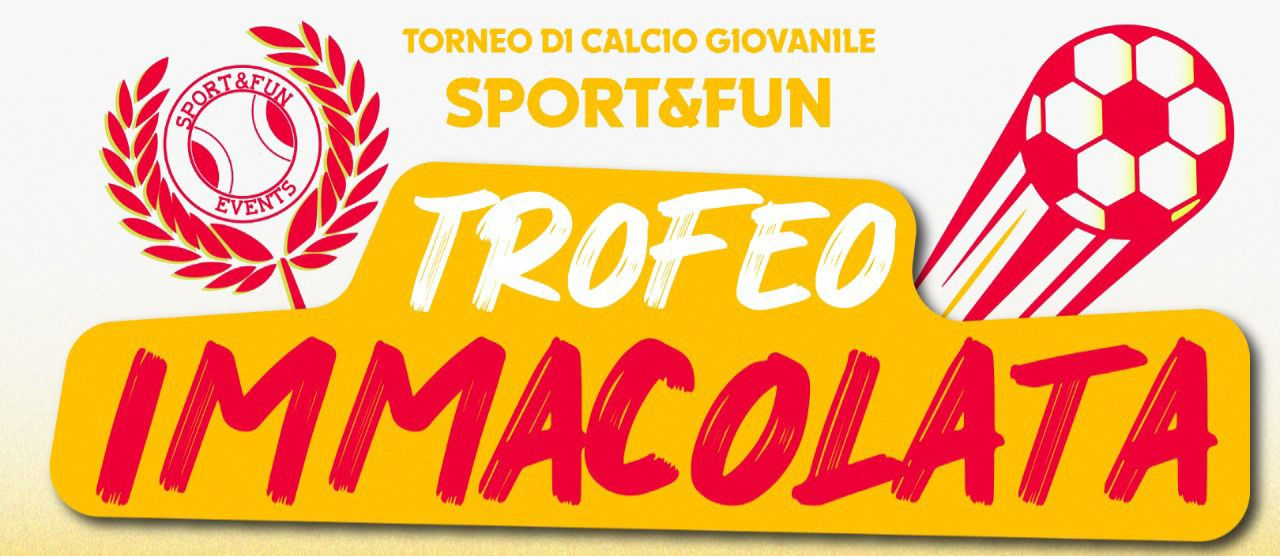 TORNEO DI CALCIO GIOVANILE
SPORT&FUN
SPORT&FUN
EVENTS
TROFEO
IMMACOLATA